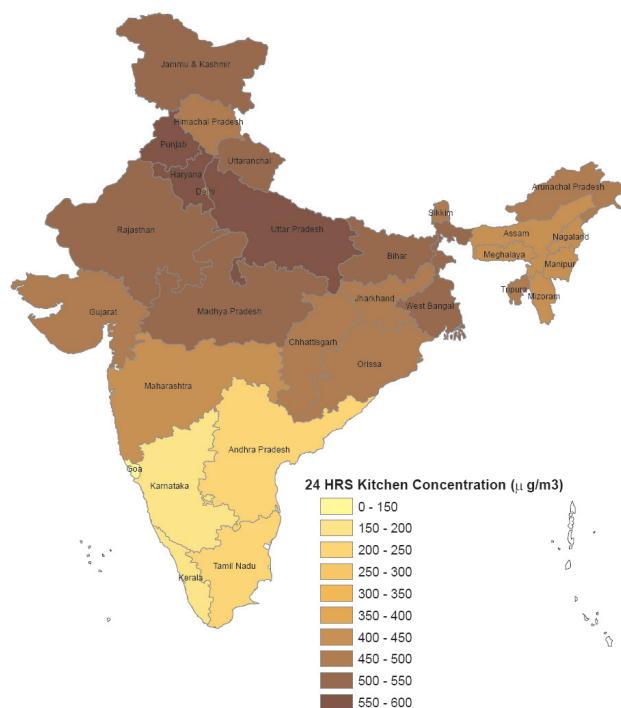 Jammu & Kashmir
Himachal Pradesh
Punjab
Uttaranchal
Haryana
Delhi
Arunachal Pradesh
Sikkim
Rajasthan
Uttar Pradesh
Assam
Nagaland
Bihar
Meghalaya
Manipur
Tripura
Mizoram
Gujarat
Madhya Pradesh
Jharkhand
West Bangal
Chhattisgarh
Orissa
Maharashtra
Andhra Pradesh
Goa
Karnataka
Tamil Nadu
Kerala
24 HRS Kitchen Concentration (μ g/m3)
0 - 150
150 - 200
200 - 250
250 - 300
300 - 350
350 - 400
400 - 450
450 - 500
500 - 550
550 - 600